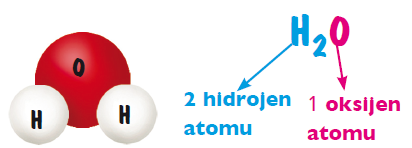 O
H H
H₂O
2 hidrojen
atomu
1 oksijen
atomu